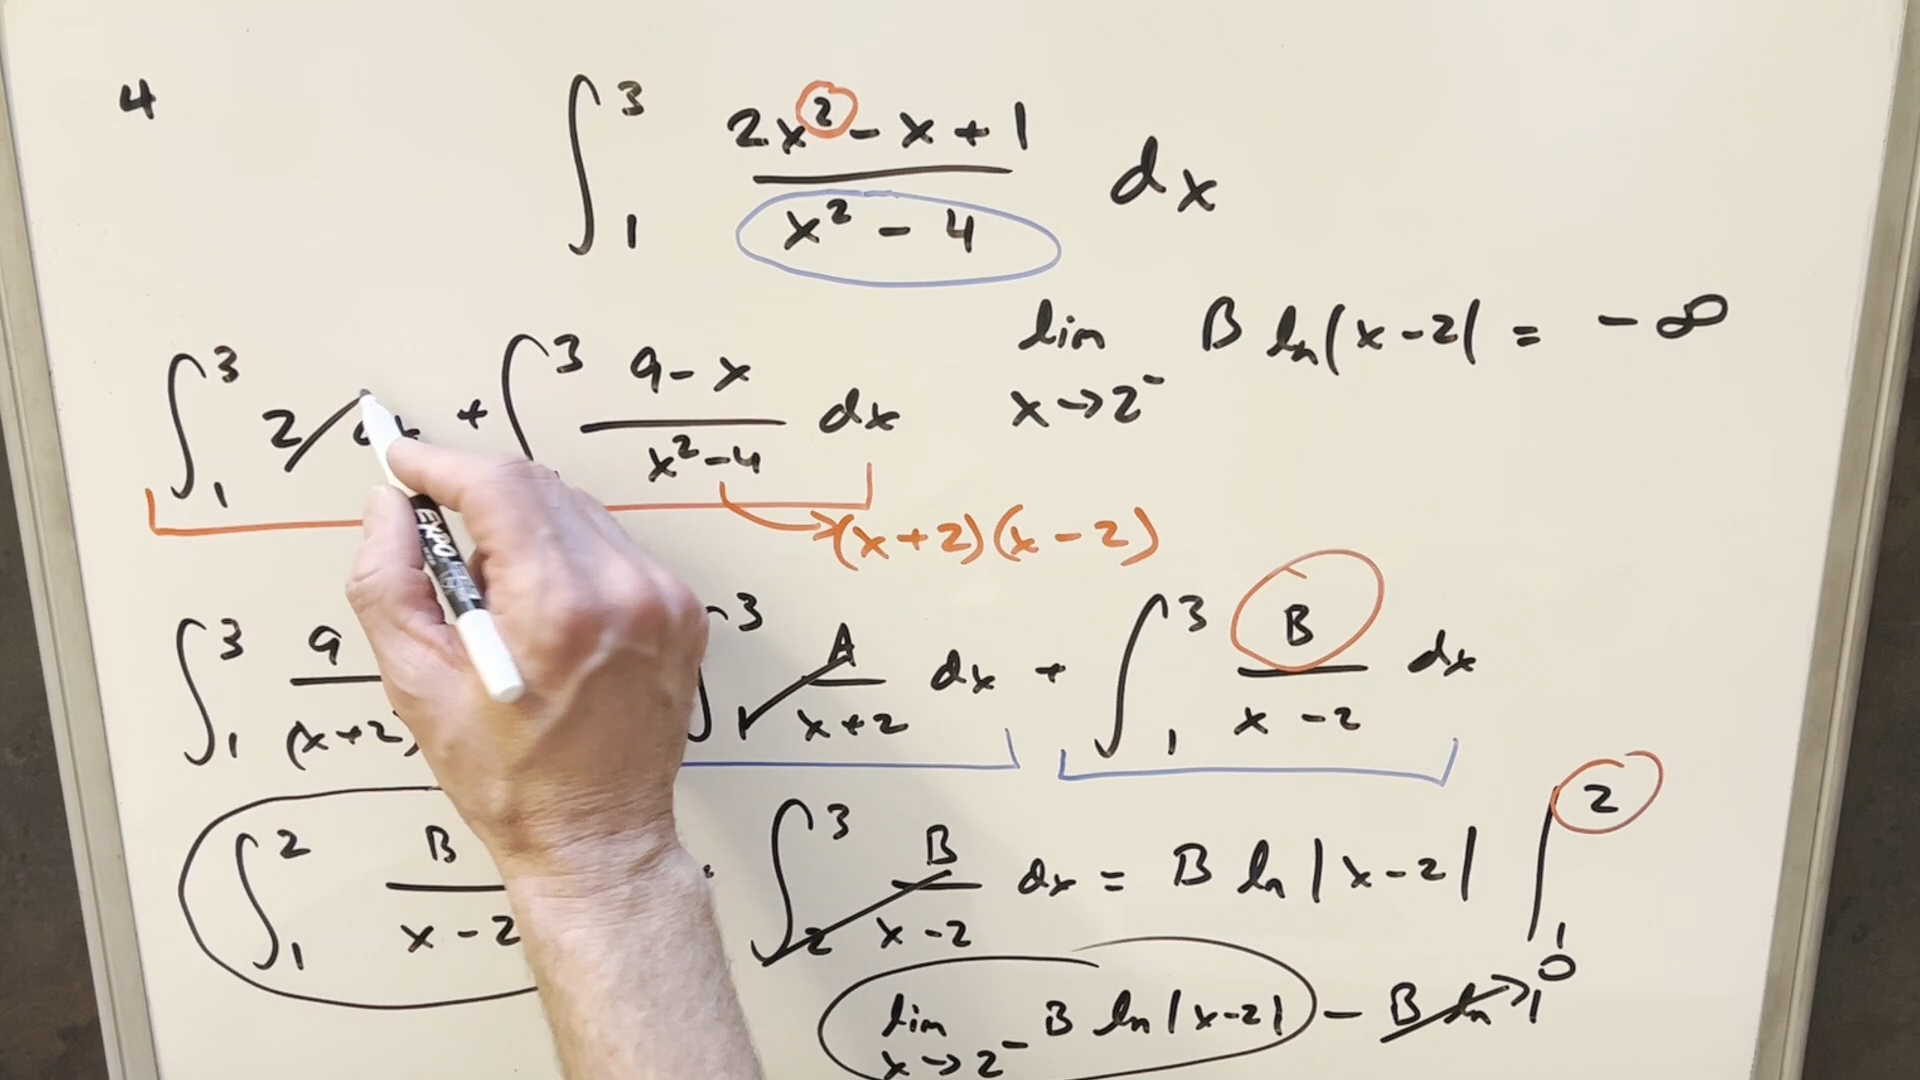 4
∫₁³ (2x² - x + 1)/(x² - 4) dx
lim x→2⁻ B ln|x-2| = -∞
∫₁³ 2 dx + ∫³ (9-x)/(x²-4) dx
(x+2)(x-2)
∫₁³ 9/(x+2) ∫³ A/(x+2) dx + ∫₁³ B/(x-2) dx
∫₁² B/(x-2) ∫₂³ B/(x-2) dx = B ln|x-2| |₁²
lim x→2⁻ B ln|x-2| - B ln 1 → 0
EXPO